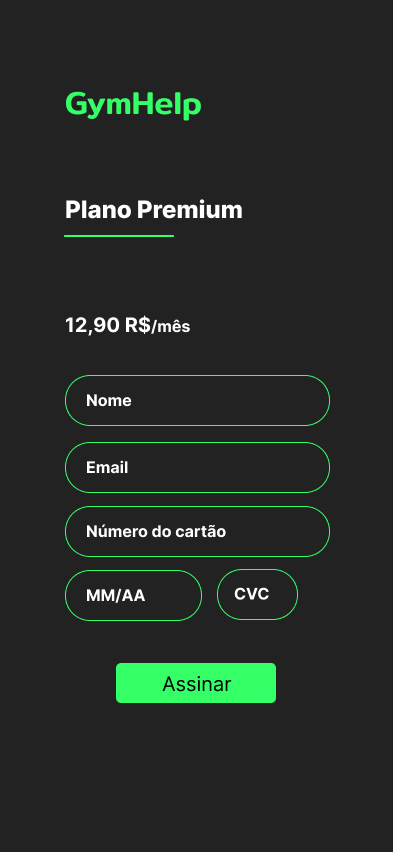 GymHelp
Plano Premium
12,90 R$/mês
Nome
Email
Número do cartão
MM/AA CVC
Assinar